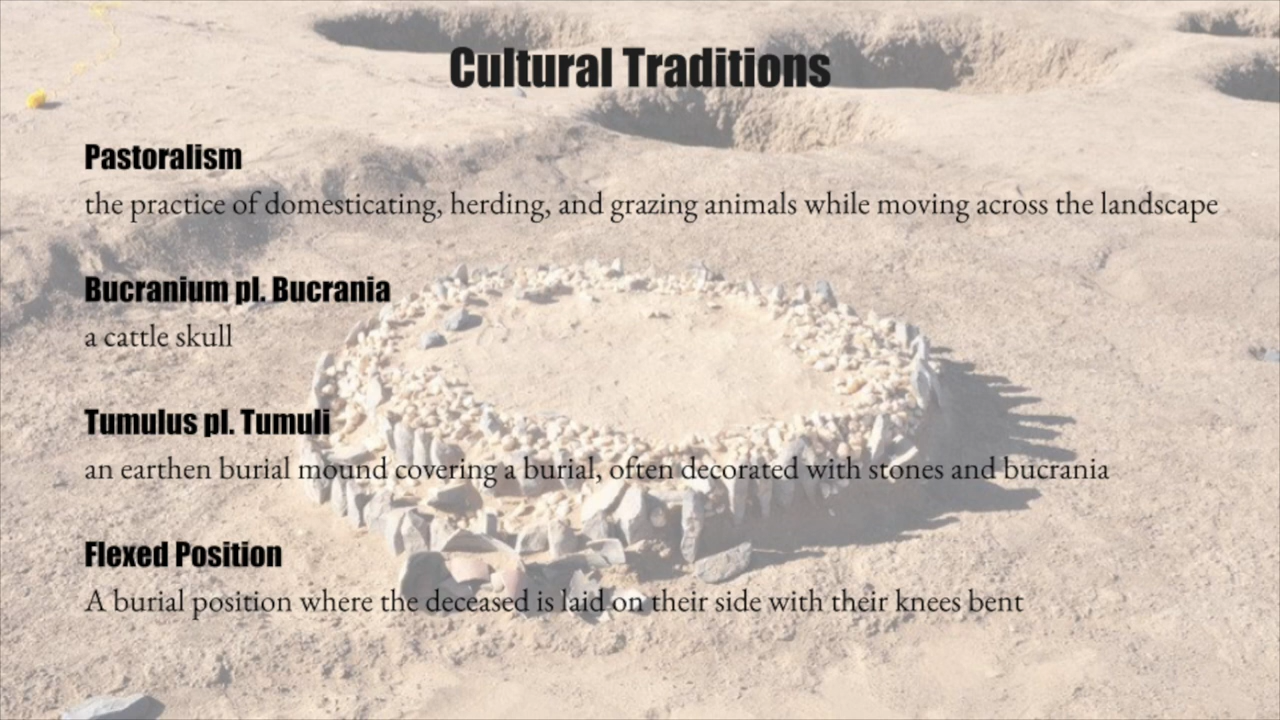 Cultural Traditions
Pastoralism
the practice of domesticating, herding, and grazing animals while moving across the landscape
Bucranium pl. Bucrania
a cattle skull
Tumulus pl. Tumuli
an earthen burial mound covering a burial, often decorated with stones and bucrania
Flexed Position
A burial position where the deceased is laid on their side with their knees bent